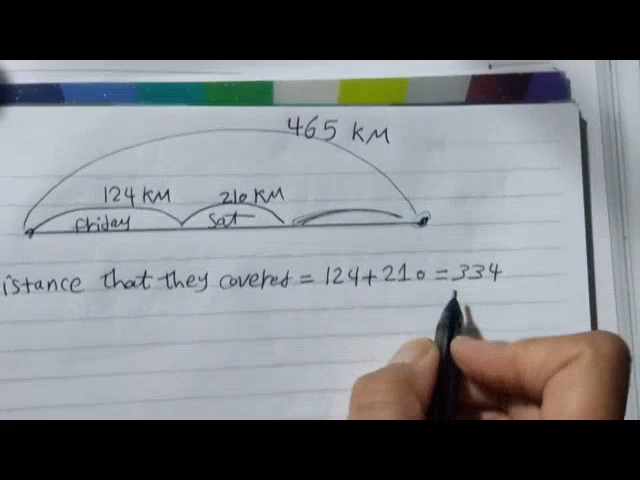 465 KM
124 KM 210 KM
Friday Sat
istance that they covered = 124+210 = 334